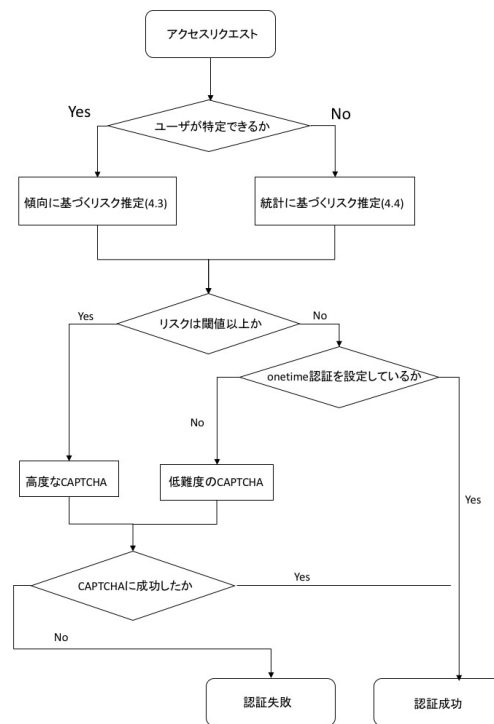 アクセスリクエスト
Yes
ユーザが特定できるか
No
傾向に基づくリスク推定(4.3)
統計に基づくリスク推定(4.4)
Yes
リスクは閾値以上か
No
onetime認証を設定しているか
No
高度なCAPTCHA
低難度のCAPTCHA
Yes
CAPTCHAに成功したか
Yes
No
認証失敗
認証成功